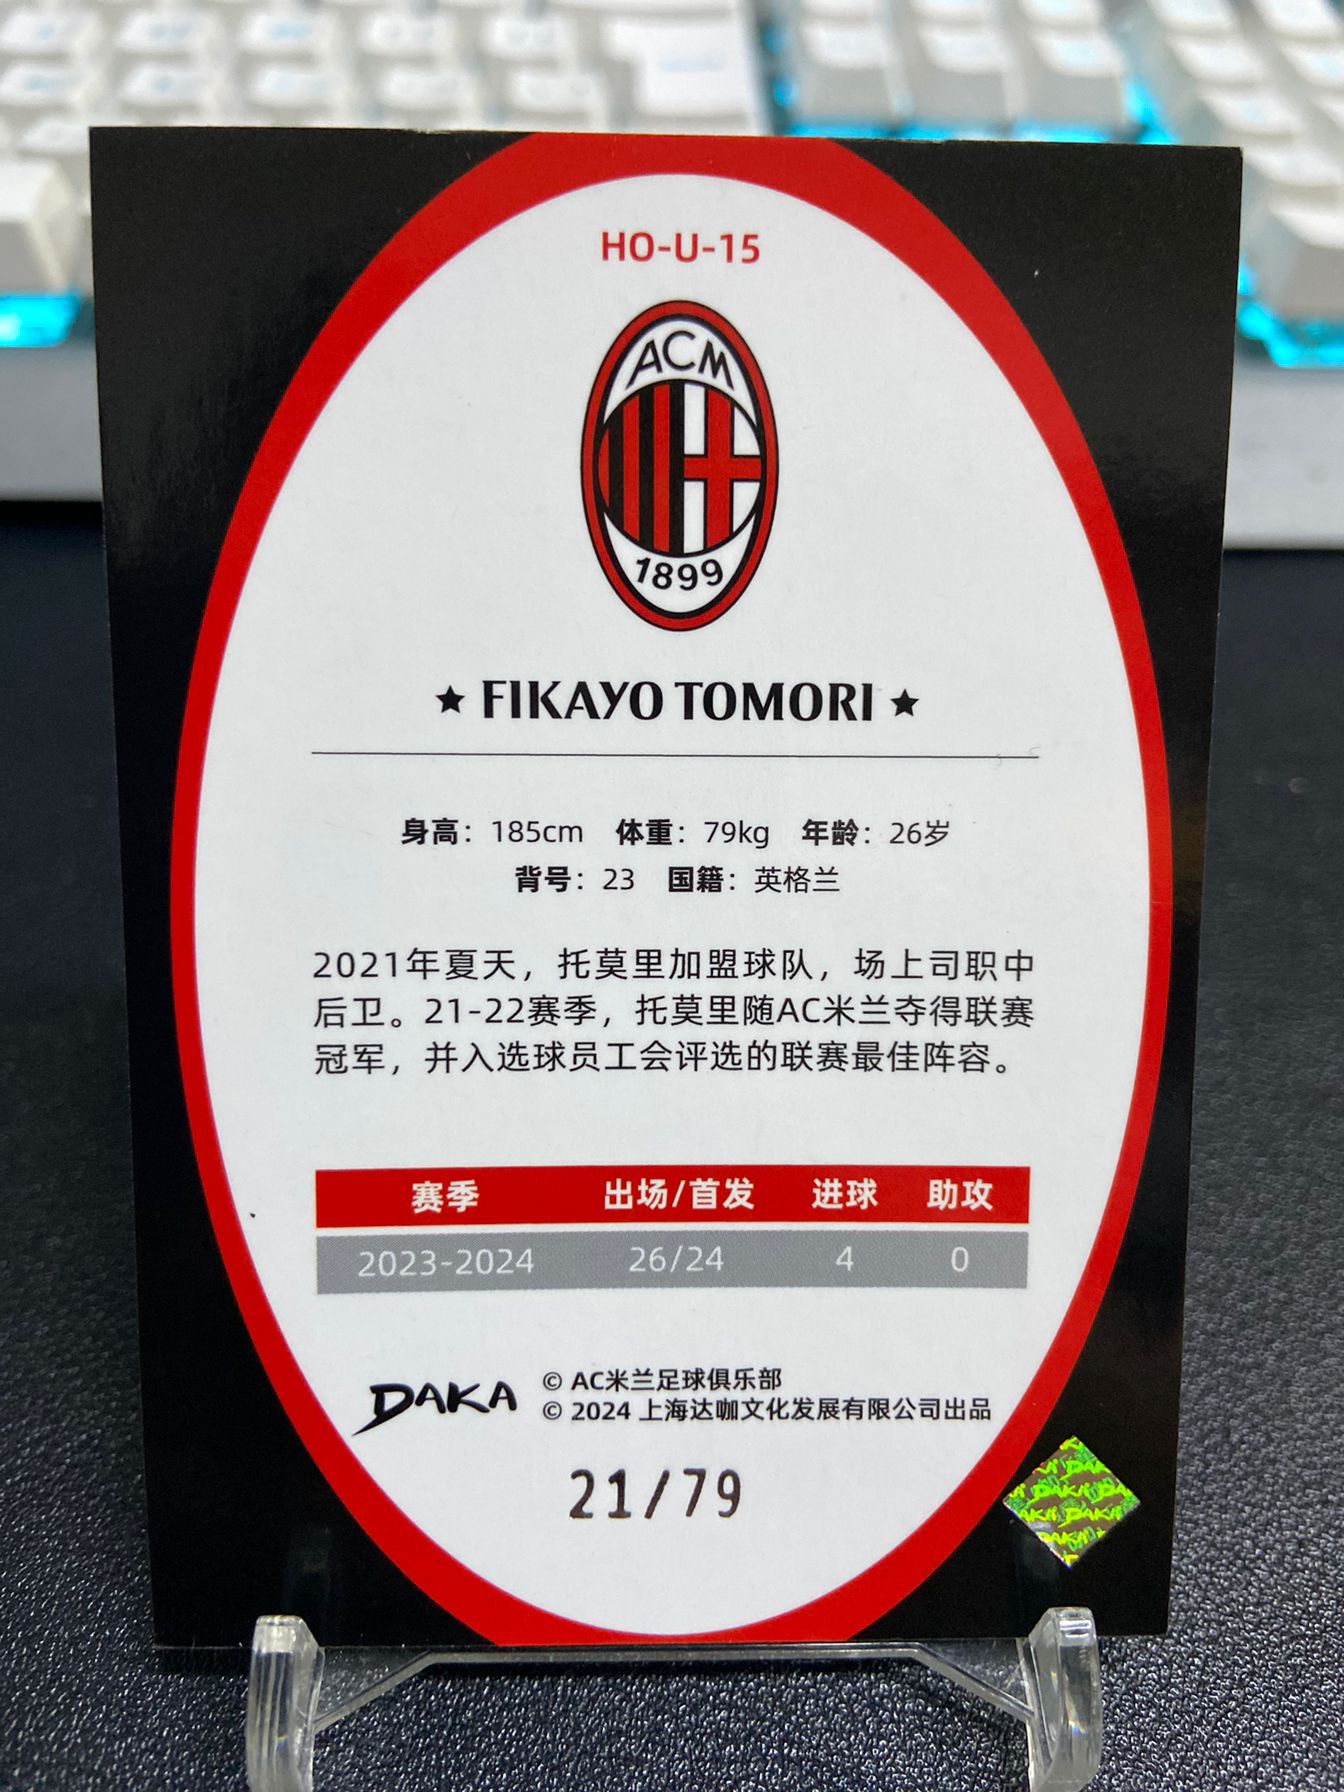 HO-U-15
ACM
1899
★ FIKAYO TOMORI ★
身高：185cm 体重：79kg 年龄：26岁
背号：23 国籍：英格兰
2021年夏天，托莫里加盟球队，场上司职中
后卫。21-22赛季，托莫里随AC米兰夺得联赛
冠军，并入选球员工会评选的联赛最佳阵容。
赛季 出场/首发 进球 助攻
2023-2024 26/24 4 0
DAKA
© AC米兰足球俱乐部
© 2024 上海达咖文化发展有限公司出品
21/79
DAKA
DAKA
DAKA
DAKA